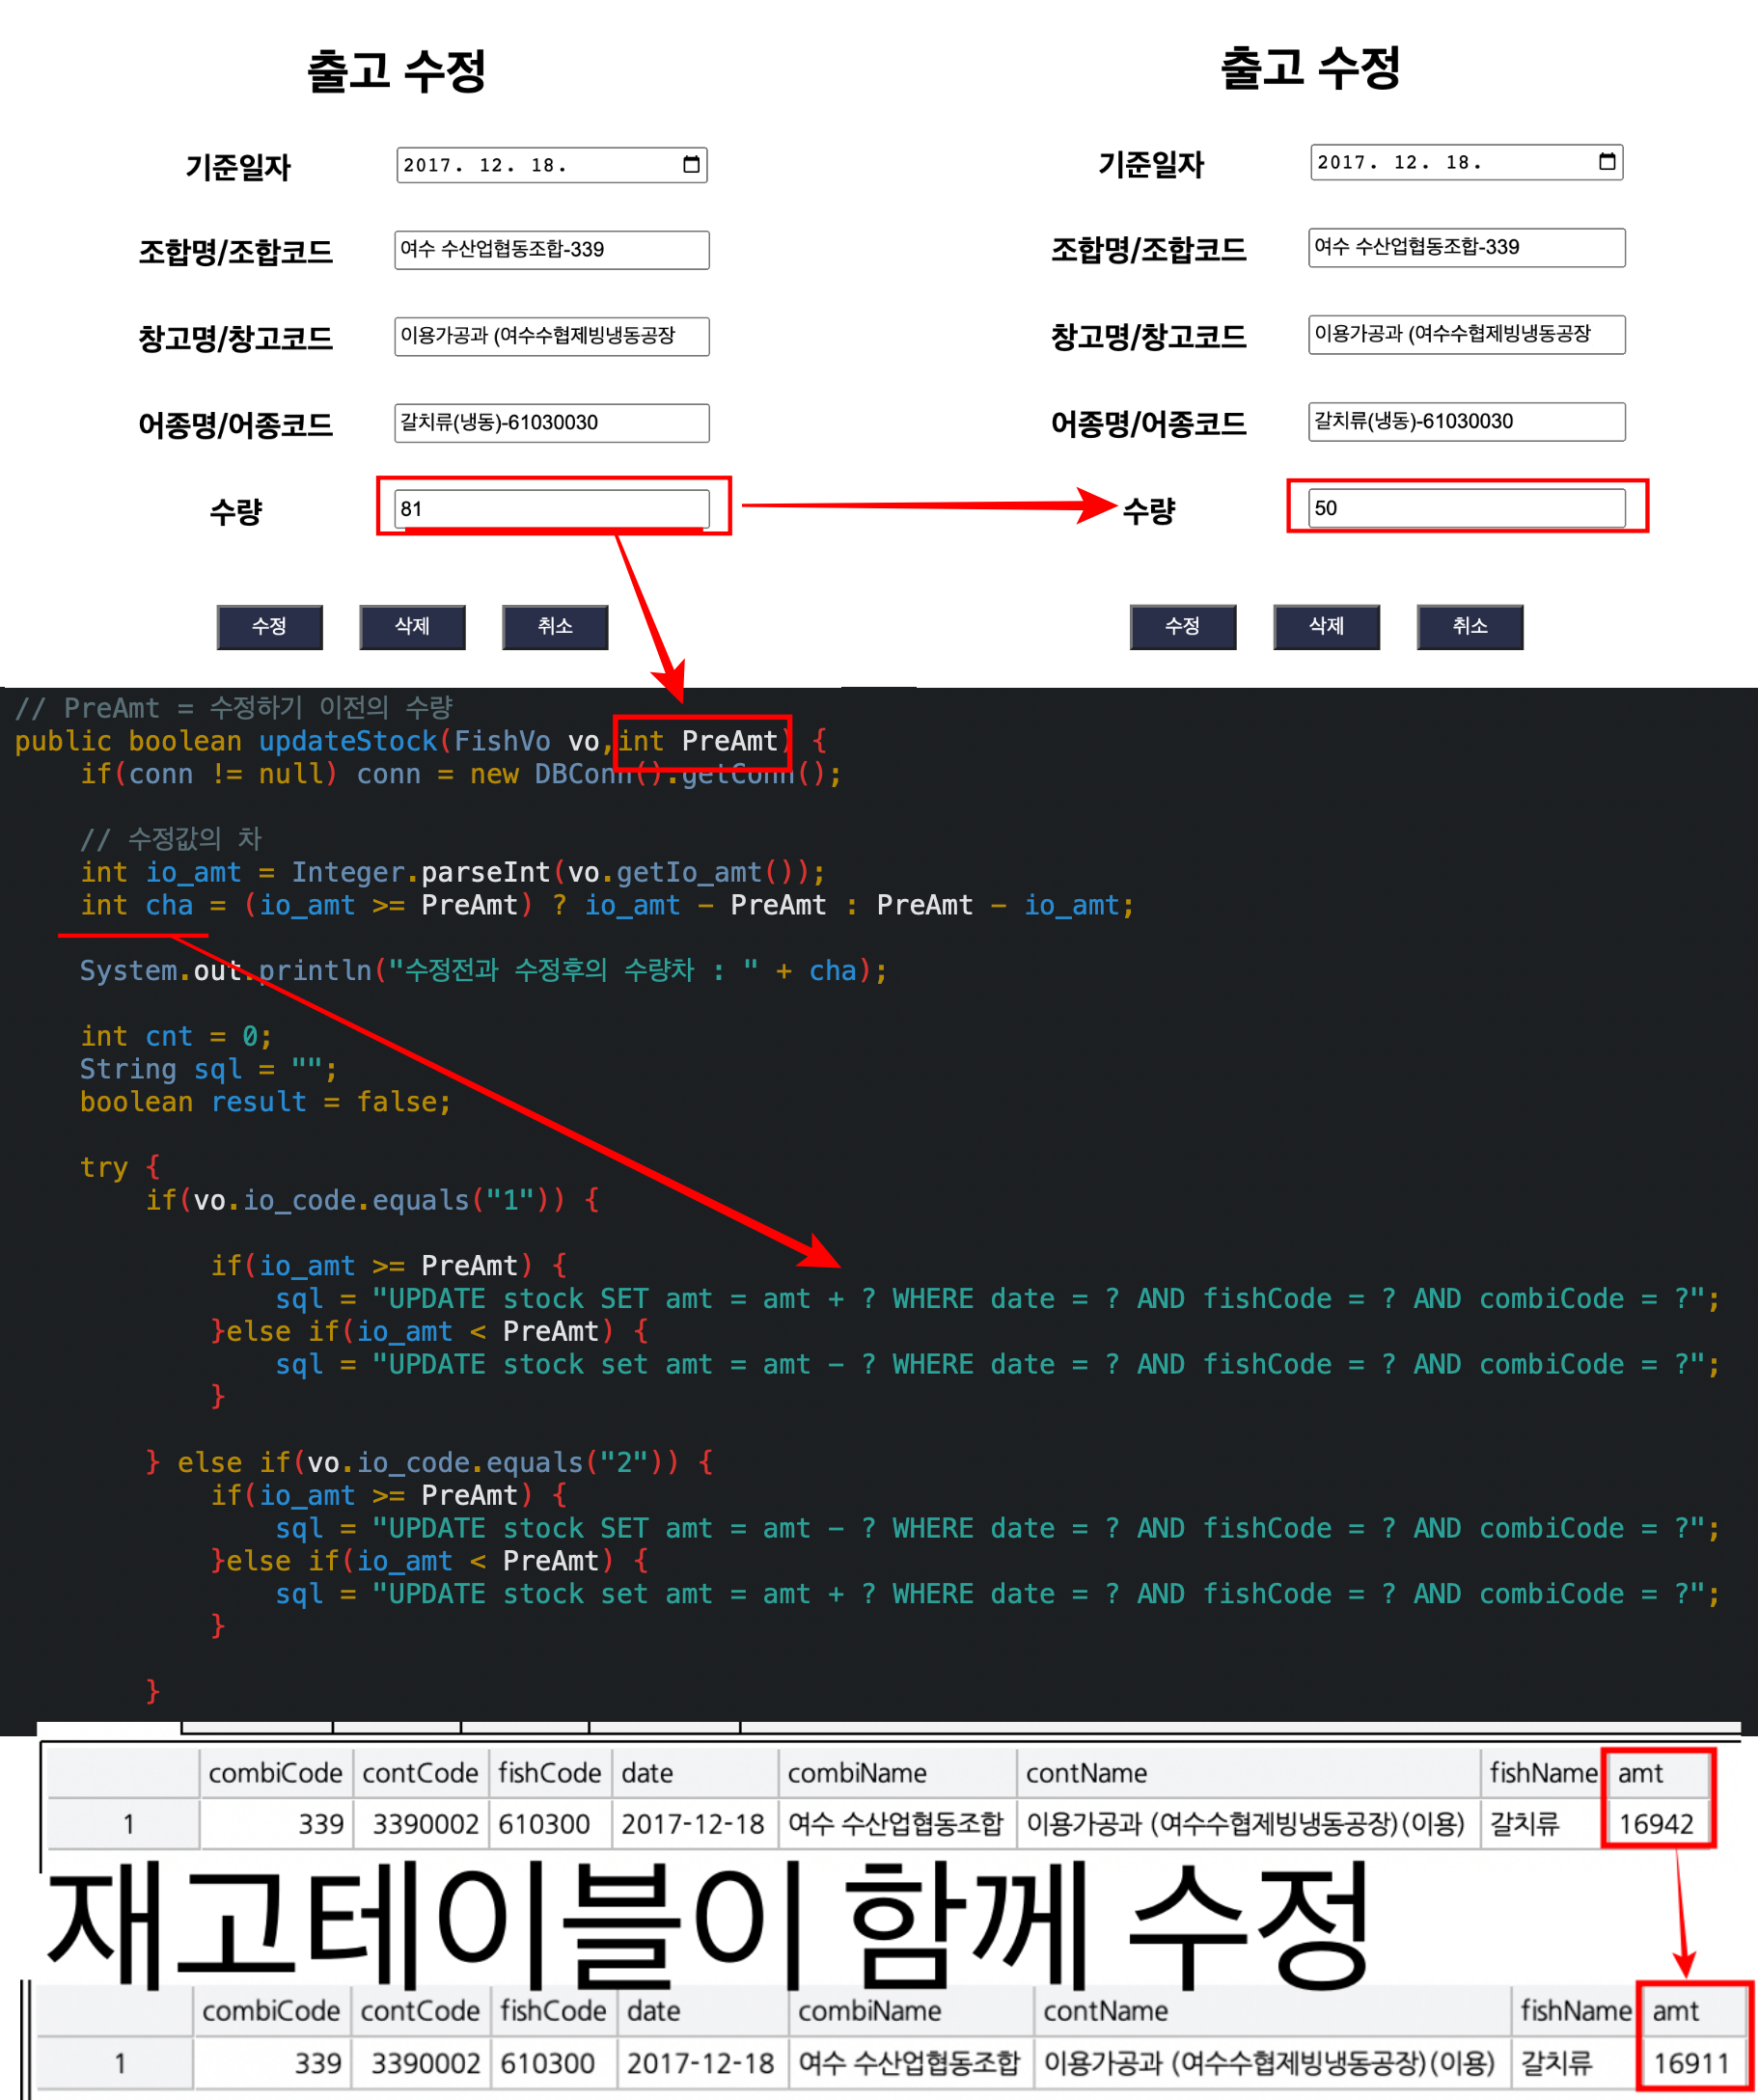 출고 수정
기준일자 2017. 12. 18.
조합명/조합코드 여수 수산업협동조합-339
창고명/창고코드 이용가공과 (여수수협제빙냉동공장
어종명/어종코드 갈치류(냉동)-61030030
수량 81
수정 삭제 취소
출고 수정
기준일자 2017. 12. 18.
조합명/조합코드 여수 수산업협동조합-339
창고명/창고코드 이용가공과 (여수수협제빙냉동공장
어종명/어종코드 갈치류(냉동)-61030030
수량 50
수정 삭제 취소
// PreAmt = 수정하기 이전의 수량
public boolean updateStock(FishVo vo,int PreAmt) {
if(conn != null) conn = new DBConn().getConn();
// 수정값의 차
int io_amt = Integer.parseInt(vo.getIo_amt());
int cha = (io_amt >= PreAmt) ? io_amt - PreAmt : PreAmt - io_amt;
System.out.println("수정전과 수정후의 수량차 : " + cha);
int cnt = 0;
String sql = "";
boolean result = false;
try {
if(vo.io_code.equals("1")) {
if(io_amt >= PreAmt) {
sql = "UPDATE stock SET amt = amt + ? WHERE date = ? AND fishCode = ? AND combiCode = ?";
}else if(io_amt < PreAmt) {
sql = "UPDATE stock set amt = amt - ? WHERE date = ? AND fishCode = ? AND combiCode = ?";
}
} else if(vo.io_code.equals("2")) {
if(io_amt >= PreAmt) {
sql = "UPDATE stock SET amt = amt - ? WHERE date = ? AND fishCode = ? AND combiCode = ?";
}else if(io_amt < PreAmt) {
sql = "UPDATE stock set amt = amt + ? WHERE date = ? AND fishCode = ? AND combiCode = ?";
}
}
combiCode contCode fishCode date combiName contName fishName amt
1 339 3390002 610300 2017-12-18 여수 수산업협동조합 이용가공과 (여수수협제빙냉동공장)(이용) 갈치류 16942
재고테이블이 함께 수정
combiCode contCode fishCode date combiName contName fishName amt
1 339 3390002 610300 2017-12-18 여수 수산업협동조합 이용가공과 (여수수협제빙냉동공장)(이용) 갈치류 16911